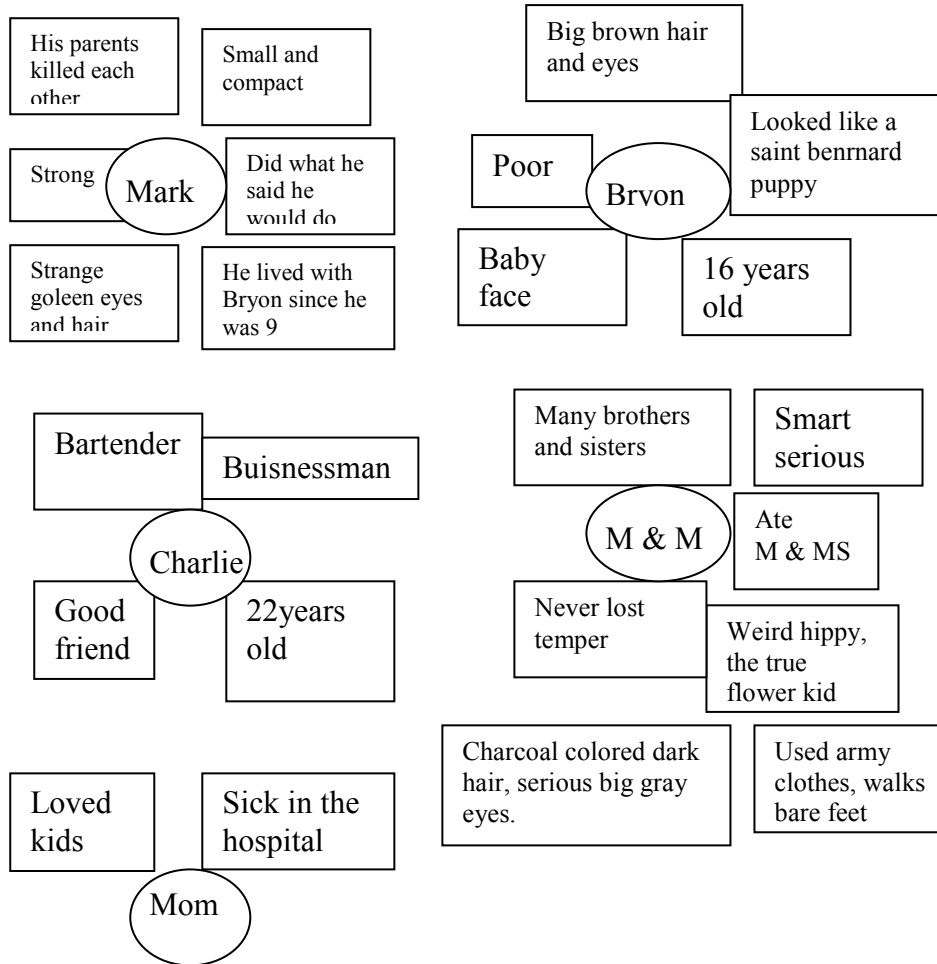 His parents
killed each
other
Small and
compact
Strong
Mark
Did what he
said he
would do
Strange
goleen eyes
and hair
He lived with
Bryon since he
was 9
Big brown hair
and eyes
Looked like a
saint benrnard
puppy
Poor
Bryon
Baby
face
16 years
old
Bartender
Buisnessman
Charlie
Good
friend
22years
old
Many brothers
and sisters
Smart
serious
M & M
Ate
M & MS
Never lost
temper
Weird hippy,
the true
flower kid
Charcoal colored dark
hair, serious big gray
eyes.
Used army
clothes, walks
bare feet
Loved
kids
Sick in the
hospital
Mom